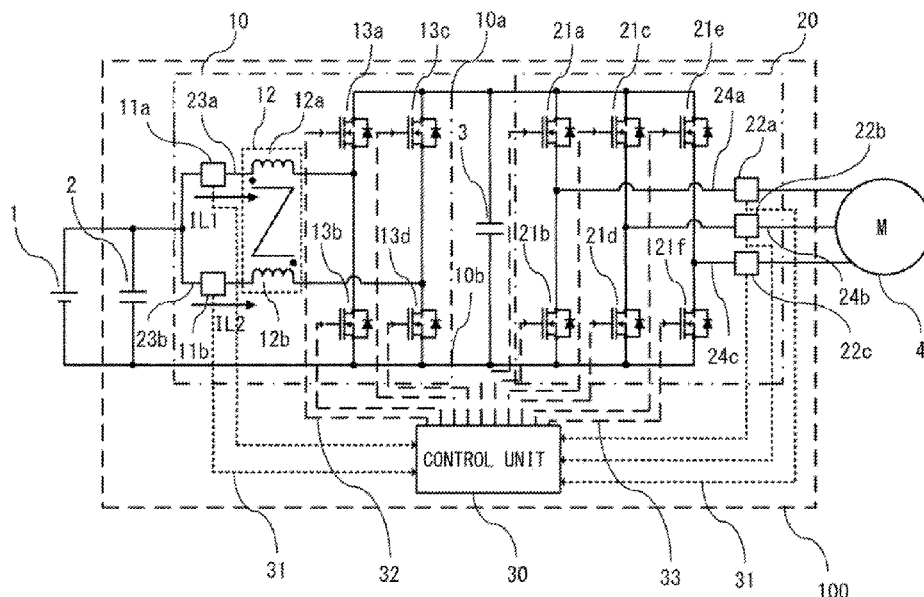 10 13a 13c 10a 21a 21c 21e 20
11a 23a 12 12a 24a 22a 22b
3
2
1
IL1
13b 13d 21b 21d 21f
M
10b
IL2
23b 11b 12b 24c 24b 22c 4
CONTROL UNIT
31 32 30 33 31 100